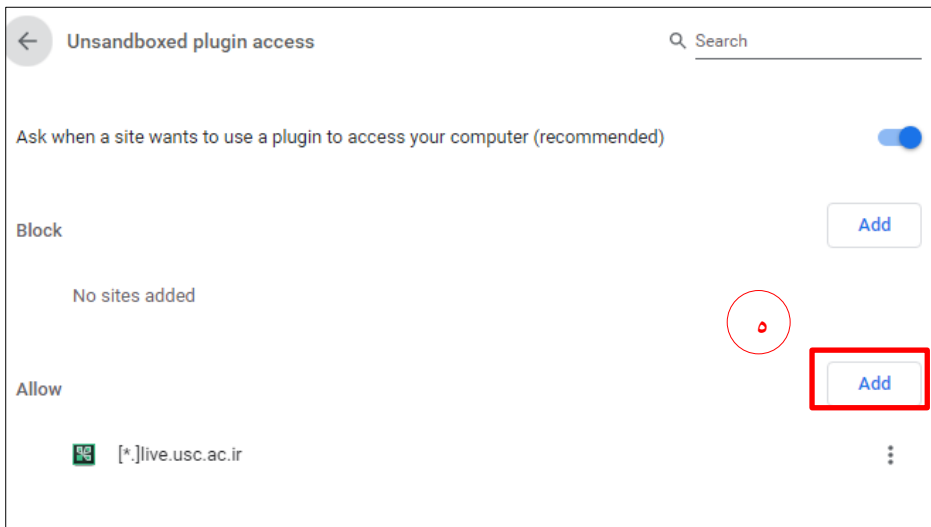 Unsandboxed plugin access
Search
Ask when a site wants to use a plugin to access your computer (recommended)
Block
Add
No sites added
۵
Allow
Add
[*.]live.usc.ac.ir